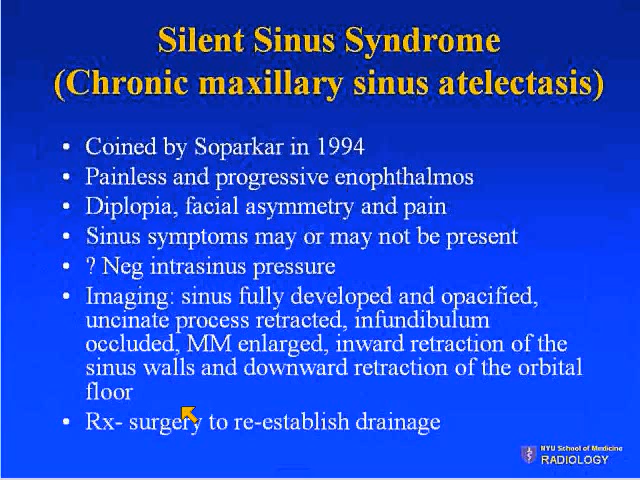 Silent Sinus Syndrome
(Chronic maxillary sinus atelectasis)
• Coined by Soparkar in 1994
• Painless and progressive enophthalmos
• Diplopia, facial asymmetry and pain
• Sinus symptoms may or may not be present
• ? Neg intrasinus pressure
• Imaging: sinus fully developed and opacified,
uncinate process retracted, infundibulum
occluded, MM enlarged, inward retraction of the
sinus walls and downward retraction of the orbital
floor
• Rx- surgery to re-establish drainage
NYU School of Medicine
RADIOLOGY